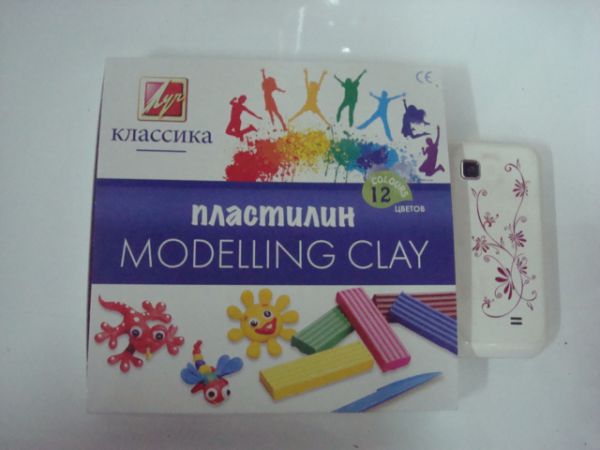 Луч
CE
классика
COLOURS
12
ЦВЕТОВ
пластилин
MODELLING CLAY